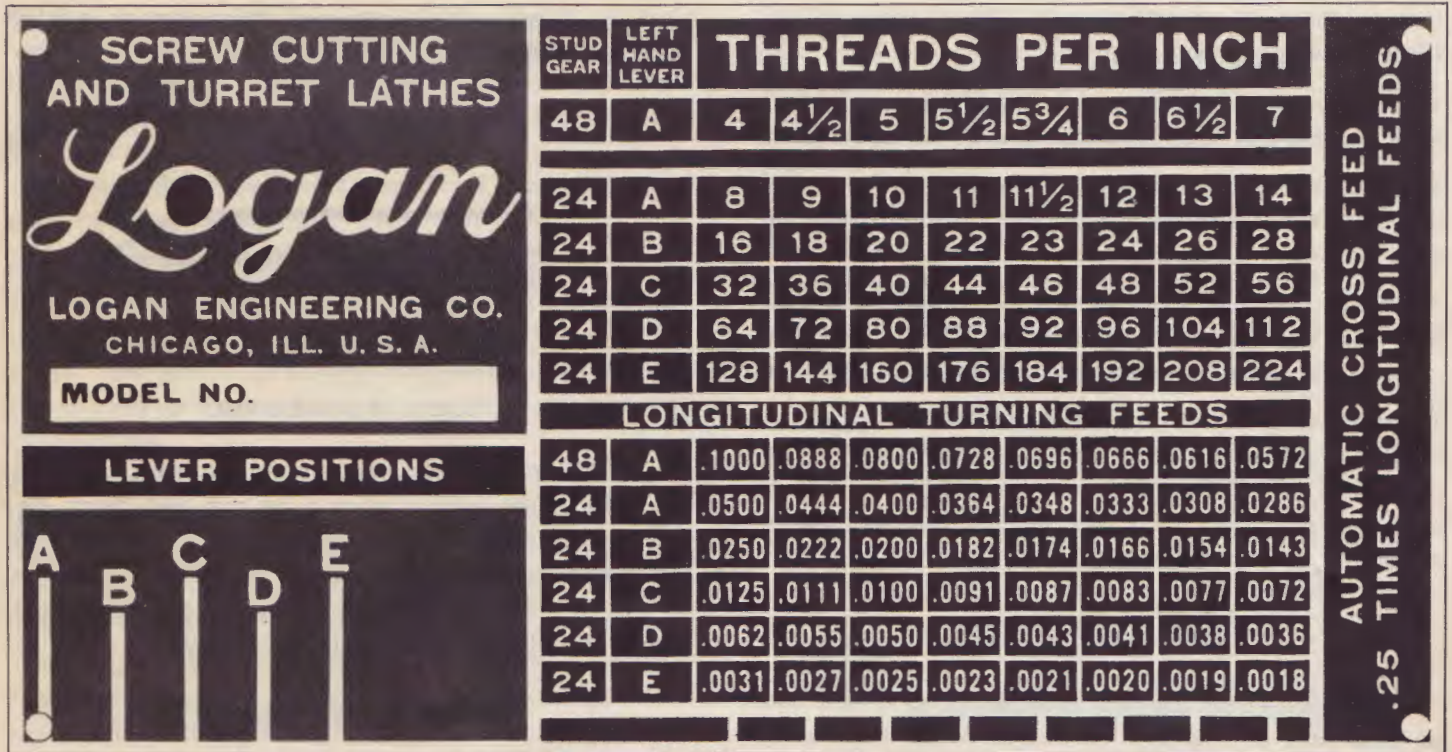 SCREW CUTTING
AND TURRET LATHES
Logan
LOGAN ENGINEERING CO.
CHICAGO, ILL. U. S. A.
MODEL NO.
LEVER POSITIONS
A B C D E
STUD GEAR LEFT HAND LEVER THREADS PER INCH
48 A 4 4½ 5 5½ 5¾ 6 6½ 7
24 A 8 9 10 11 11½ 12 13 14
24 B 16 18 20 22 23 24 26 28
24 C 32 36 40 44 46 48 52 56
24 D 64 72 80 88 92 96 104 112
24 E 128 144 160 176 184 192 208 224
LONGITUDINAL TURNING FEEDS
48 A .1000 .0888 .0800 .0728 .0696 .0666 .0616 .0572
24 A .0500 .0444 .0400 .0364 .0348 .0333 .0308 .0286
24 B .0250 .0222 .0200 .0182 .0174 .0166 .0154 .0143
24 C .0125 .0111 .0100 .0091 .0087 .0083 .0077 .0072
24 D .0062 .0055 .0050 .0045 .0043 .0041 .0038 .0036
24 E .0031 .0027 .0025 .0023 .0021 .0020 .0019 .0018
AUTOMATIC CROSS FEED
.25 TIMES LONGITUDINAL FEEDS